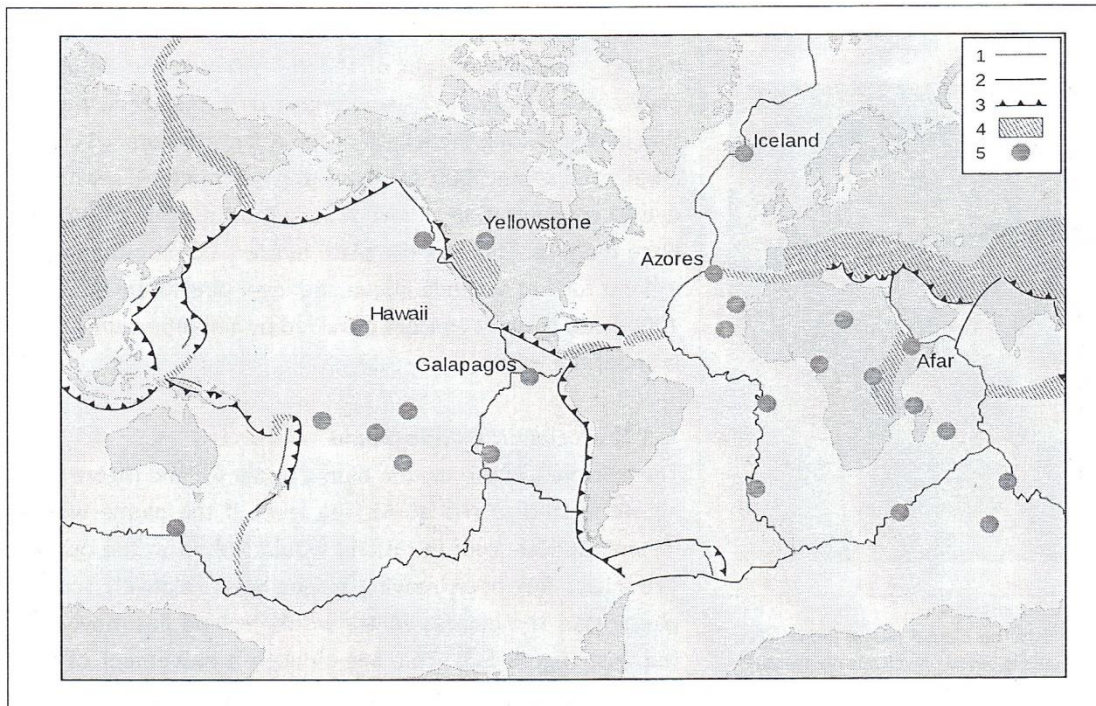 1
2
3
4
5
Iceland
Yellowstone
Azores
Hawaii
Galapagos
Afar